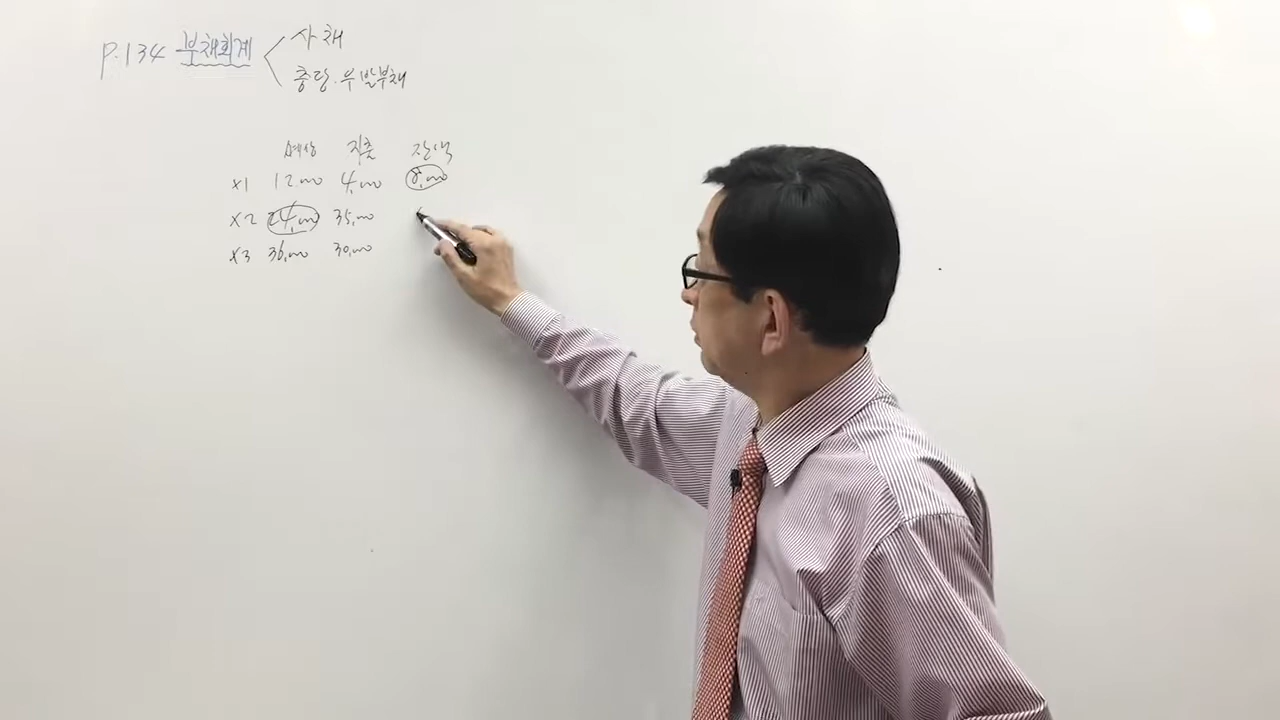 P.134 부채회계
사채
충당.우발부채
예상 지출 잔액
X1 12,000 4,000 8,000
X2 24,000 35,000
X3 36,000 30,000